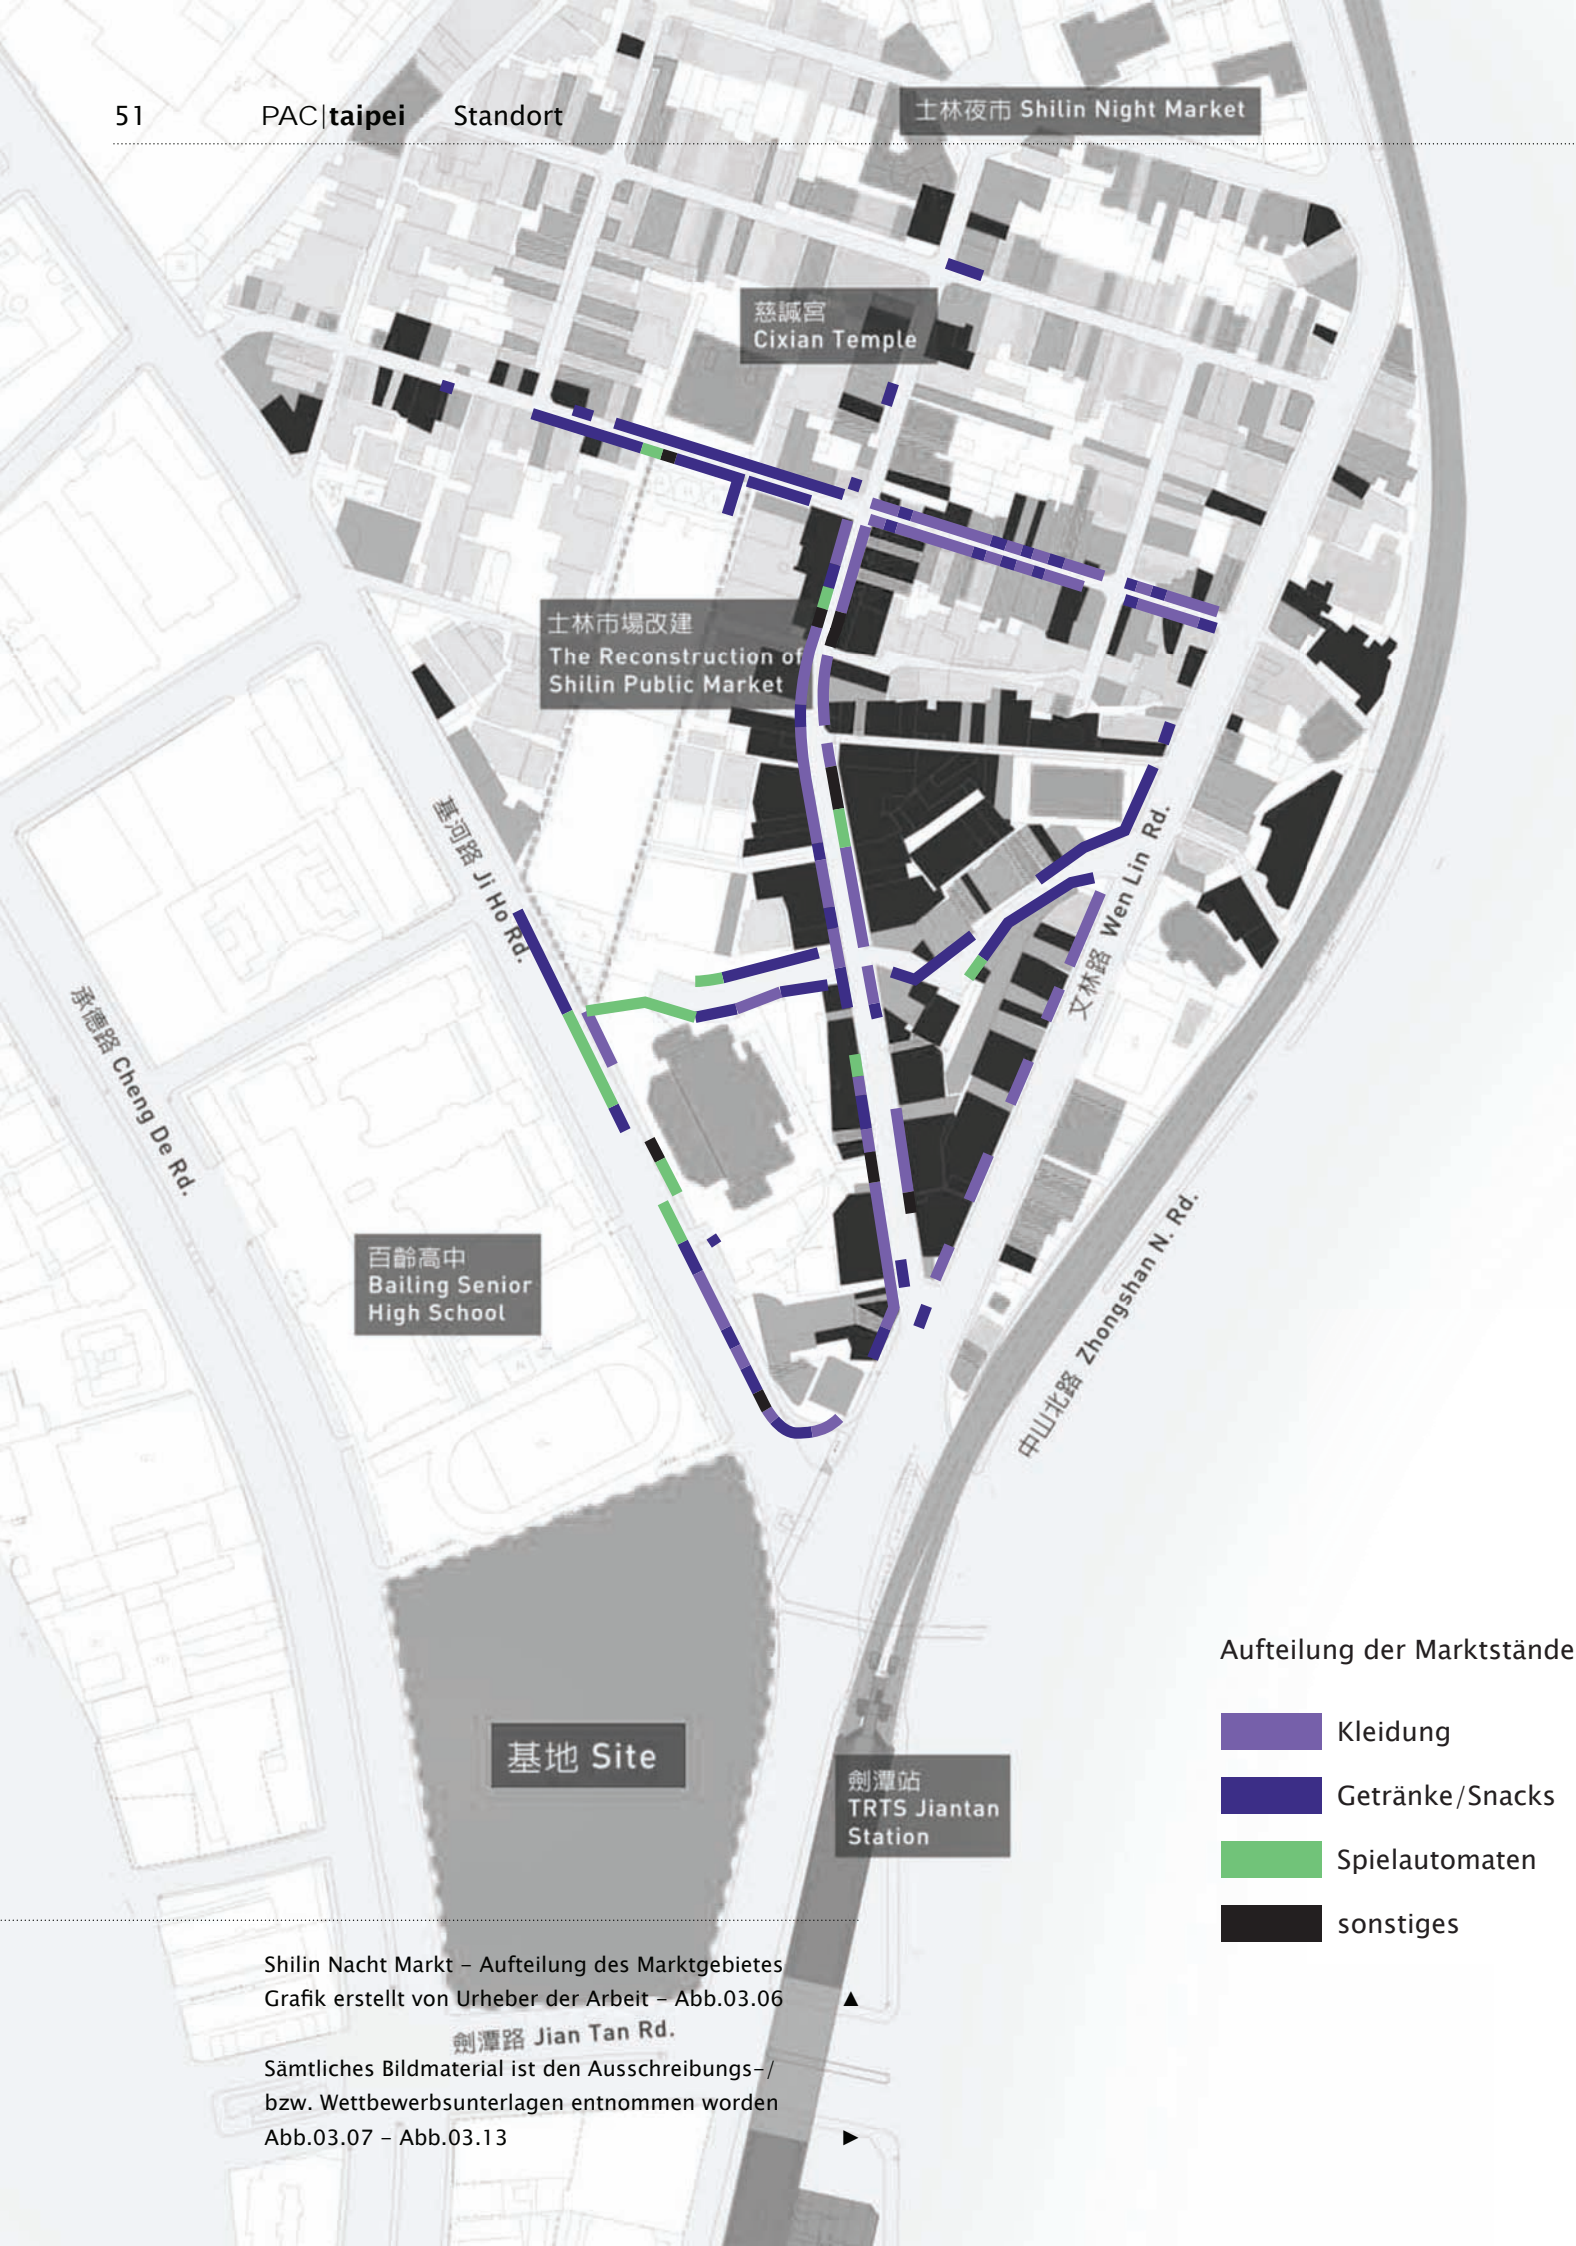 51 PAC|taipei Standort
士林夜市 Shilin Night Market
慈諴宮
Cixian Temple
士林市場改建
The Reconstruction of
Shilin Public Market
基河路 Ji Ho Rd.
文林路 Wen Lin Rd.
承德路 Cheng De Rd.
中山北路 Zhongshan N. Rd.
百齡高中
Bailing Senior
High School
基地 Site
劍潭站
TRTS Jiantan
Station
Aufteilung der Marktstände
Kleidung
Getränke/Snacks
Spielautomaten
sonstiges
Shilin Nacht Markt – Aufteilung des Marktgebietes
Grafik erstellt von Urheber der Arbeit – Abb.03.06 ▲
劍潭路 Jian Tan Rd.
Sämtliches Bildmaterial ist den Ausschreibungs-/
bzw. Wettbewerbsunterlagen entnommen worden
Abb.03.07 – Abb.03.13 ►